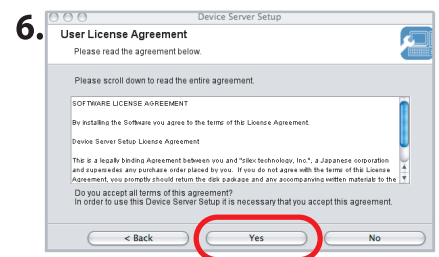 6.
Device Server Setup
User License Agreement
Please read the agreement below.
Please scroll down to read the entire agreement.
SOFTWARE LICENSE AGREEMENT
By installing the Software you agree to the terms of this License Agreement.
Device Server Setup License Agreement
This is a legally binding Agreement between you and "silex technology, Inc.", a Japanese corporation
and supersedes any purchase order placed by you. If you do not agree with the terms of this License
Agreement, you promptly should return the disk package and any accompanying written materials to the
Do you accept all terms of this agreement?
In order to use this Device Server Setup it is necessary that you accept this agreement.
< Back
Yes
No